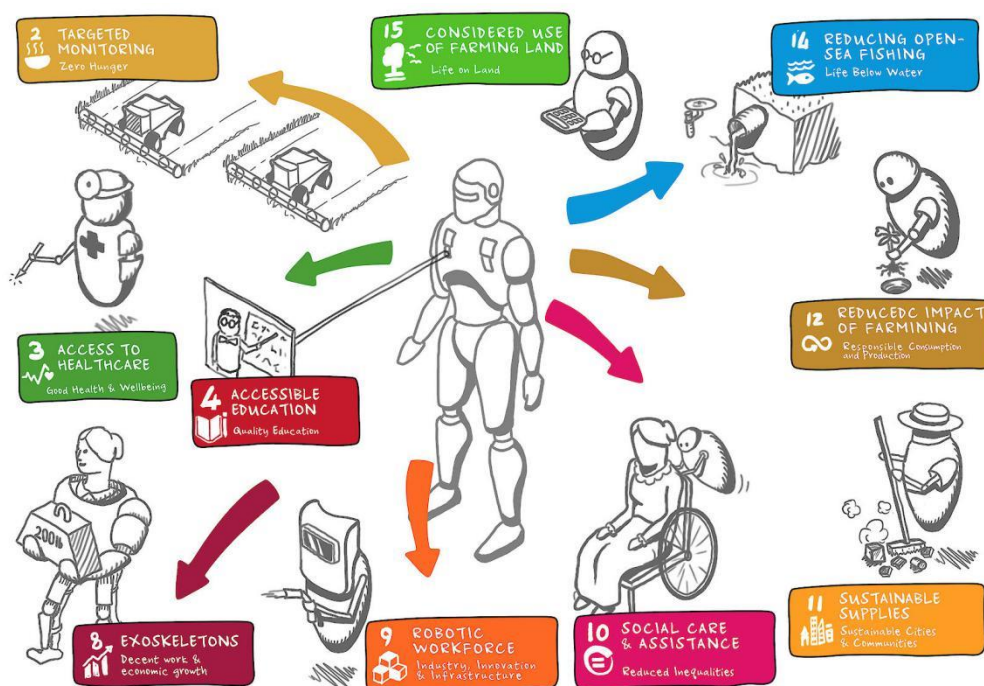 2 TARGETED
MONITORING
Zero Hunger
15 CONSIDERED USE
OF FARMING LAND
Life on Land
14 REDUCING OPEN-
SEA FISHING
Life Below Water
3 ACCESS TO
HEALTHCARE
Good Health & Wellbeing
4 ACCESSIBLE
EDUCATION
Quality Education
12 REDUCEDC IMPACT
OF FARMINING
Responsible Consumption
and Production
200lb
8 EXOSKELETONS
Decent work &
economic growth
9 ROBOTIC
WORKFORCE
Industry, Innovation
& Infrastructure
10 SOCIAL CARE
& ASSISTANCE
Reduced Inequalities
11 SUSTAINABLE
SUPPLIES
Sustainable Cities
& Communities